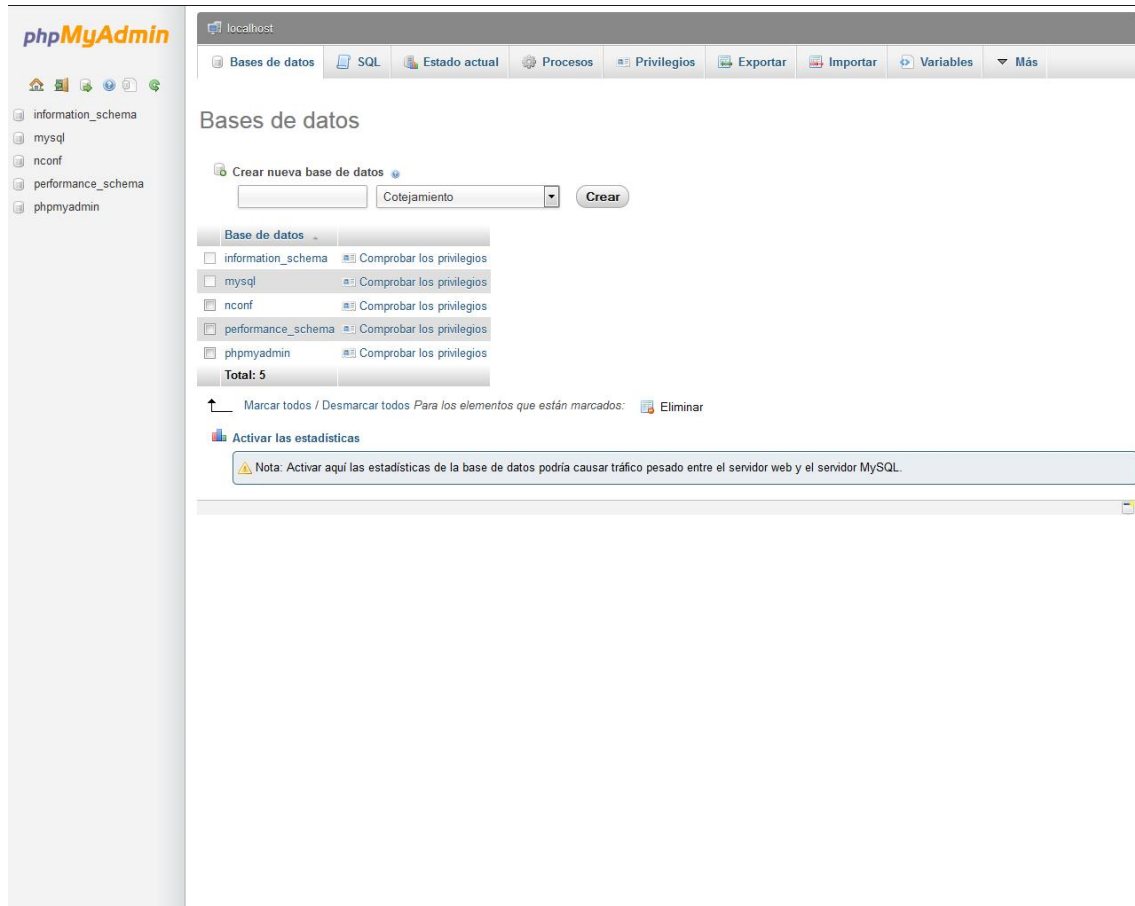 phpMyAdmin
information_schema
mysql
nconf
performance_schema
phpmyadmin
localhost
Bases de datos SQL Estado actual Procesos Privilegios Exportar Importar Variables Más
Bases de datos
Crear nueva base de datos
Cotejamiento Crear
Base de datos
information_schema Comprobar los privilegios
mysql Comprobar los privilegios
nconf Comprobar los privilegios
performance_schema Comprobar los privilegios
phpmyadmin Comprobar los privilegios
Total: 5
Marcar todos / Desmarcar todos Para los elementos que están marcados: Eliminar
Activar las estadísticas
Nota: Activar aquí las estadísticas de la base de datos podría causar tráfico pesado entre el servidor web y el servidor MySQL.